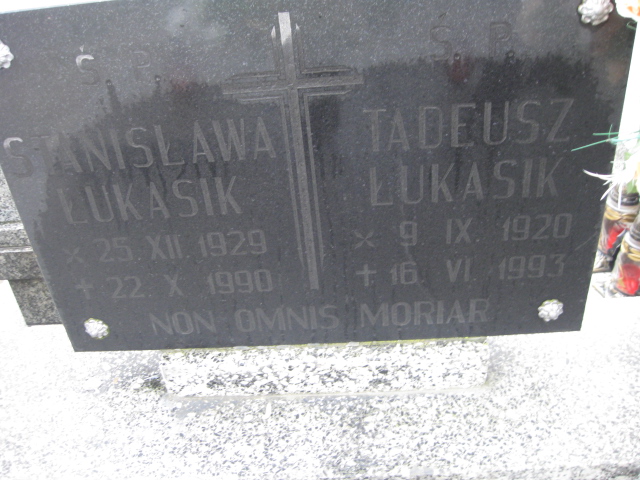 Ś. P.
STANISŁAWA
ŁUKASIK
× 25. XII 1929
+ 22. X 1990
Ś. P.
TADEUSZ
ŁUKASIK
× 9 IX. 1920
+ 16. VI. 1993
NON OMNIS MORIAR